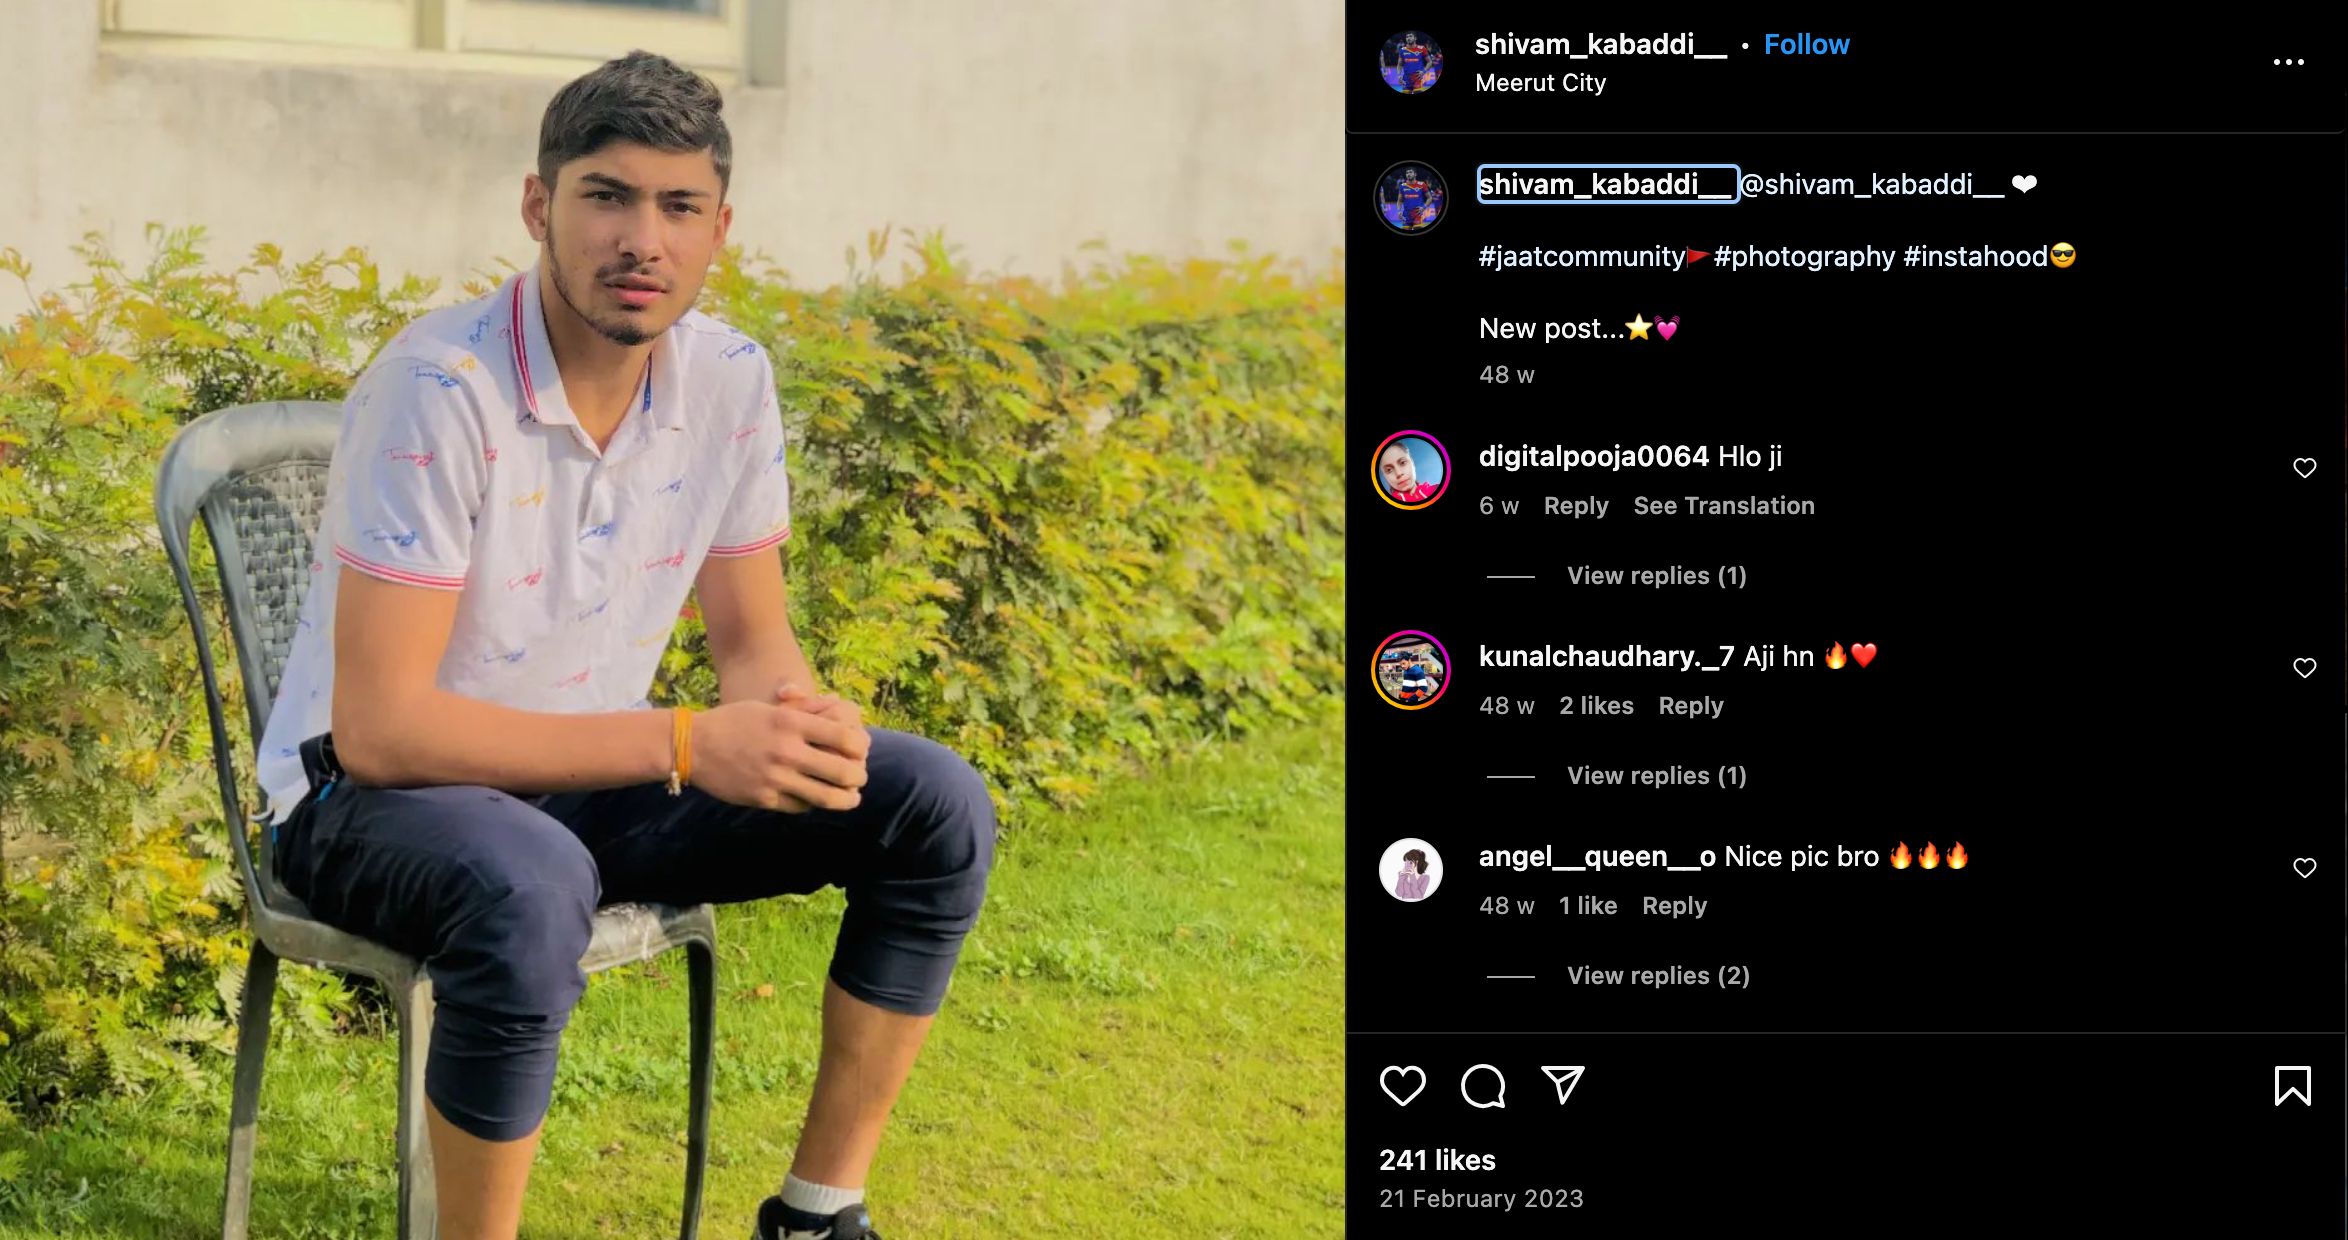 shivam_kabaddi__ • Follow
Meerut City
shivam_kabaddi__ @shivam_kabaddi__ ❤
#jaatcommunity🚩#photography #instahood😎
New post...⭐💓
48 w
digitalpooja0064 Hlo ji
6 w Reply See Translation
View replies (1)
kunalchaudhary._7 Aji hn 🔥❤️
48 w 2 likes Reply
View replies (1)
angel__queen__o Nice pic bro 🔥🔥🔥
48 w 1 like Reply
View replies (2)
241 likes
21 February 2023